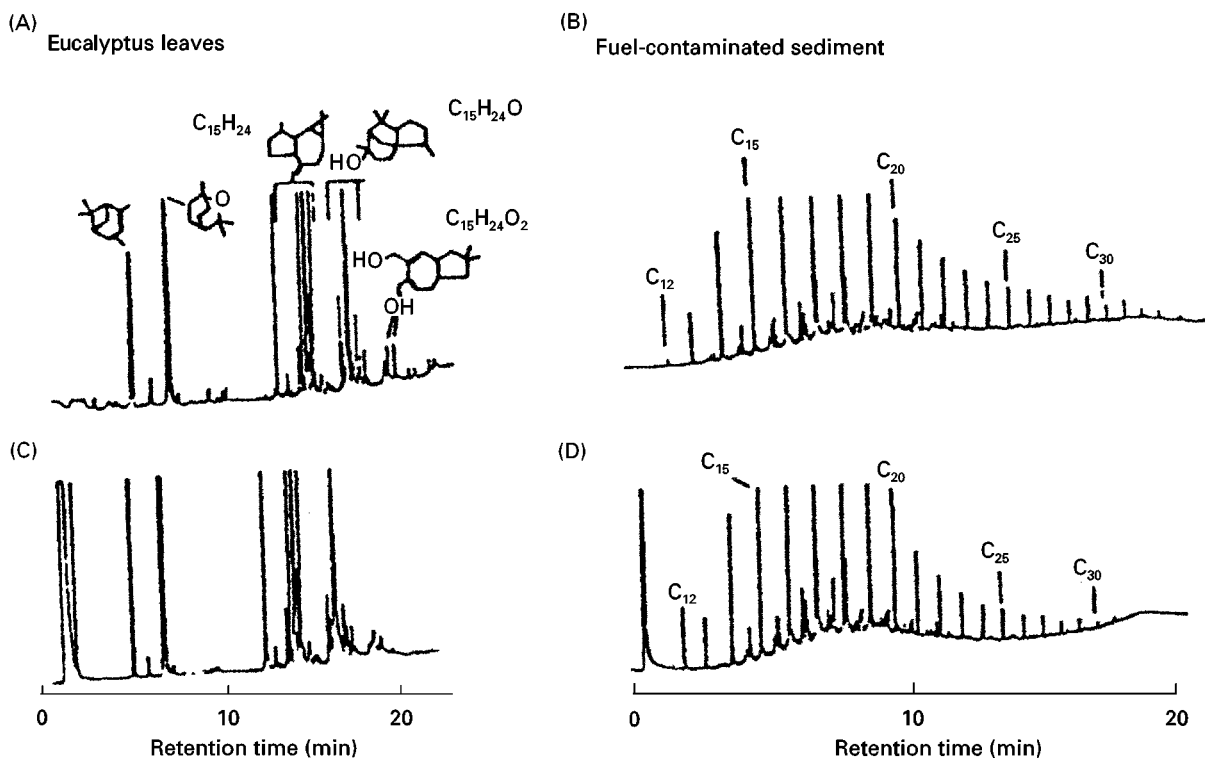 (A)
Eucalyptus leaves
C₁₅H₂₄
C₁₅H₂₄O
HO
O
C₁₅H₂₄O₂
HO
OH
(B)
Fuel-contaminated sediment
C₁₂
C₁₅
C₂₀
C₂₅
C₃₀
(C)
0 10 20
Retention time (min)
(D)
C₁₂
C₁₅
C₂₀
C₂₅
C₃₀
0 10 20
Retention time (min)